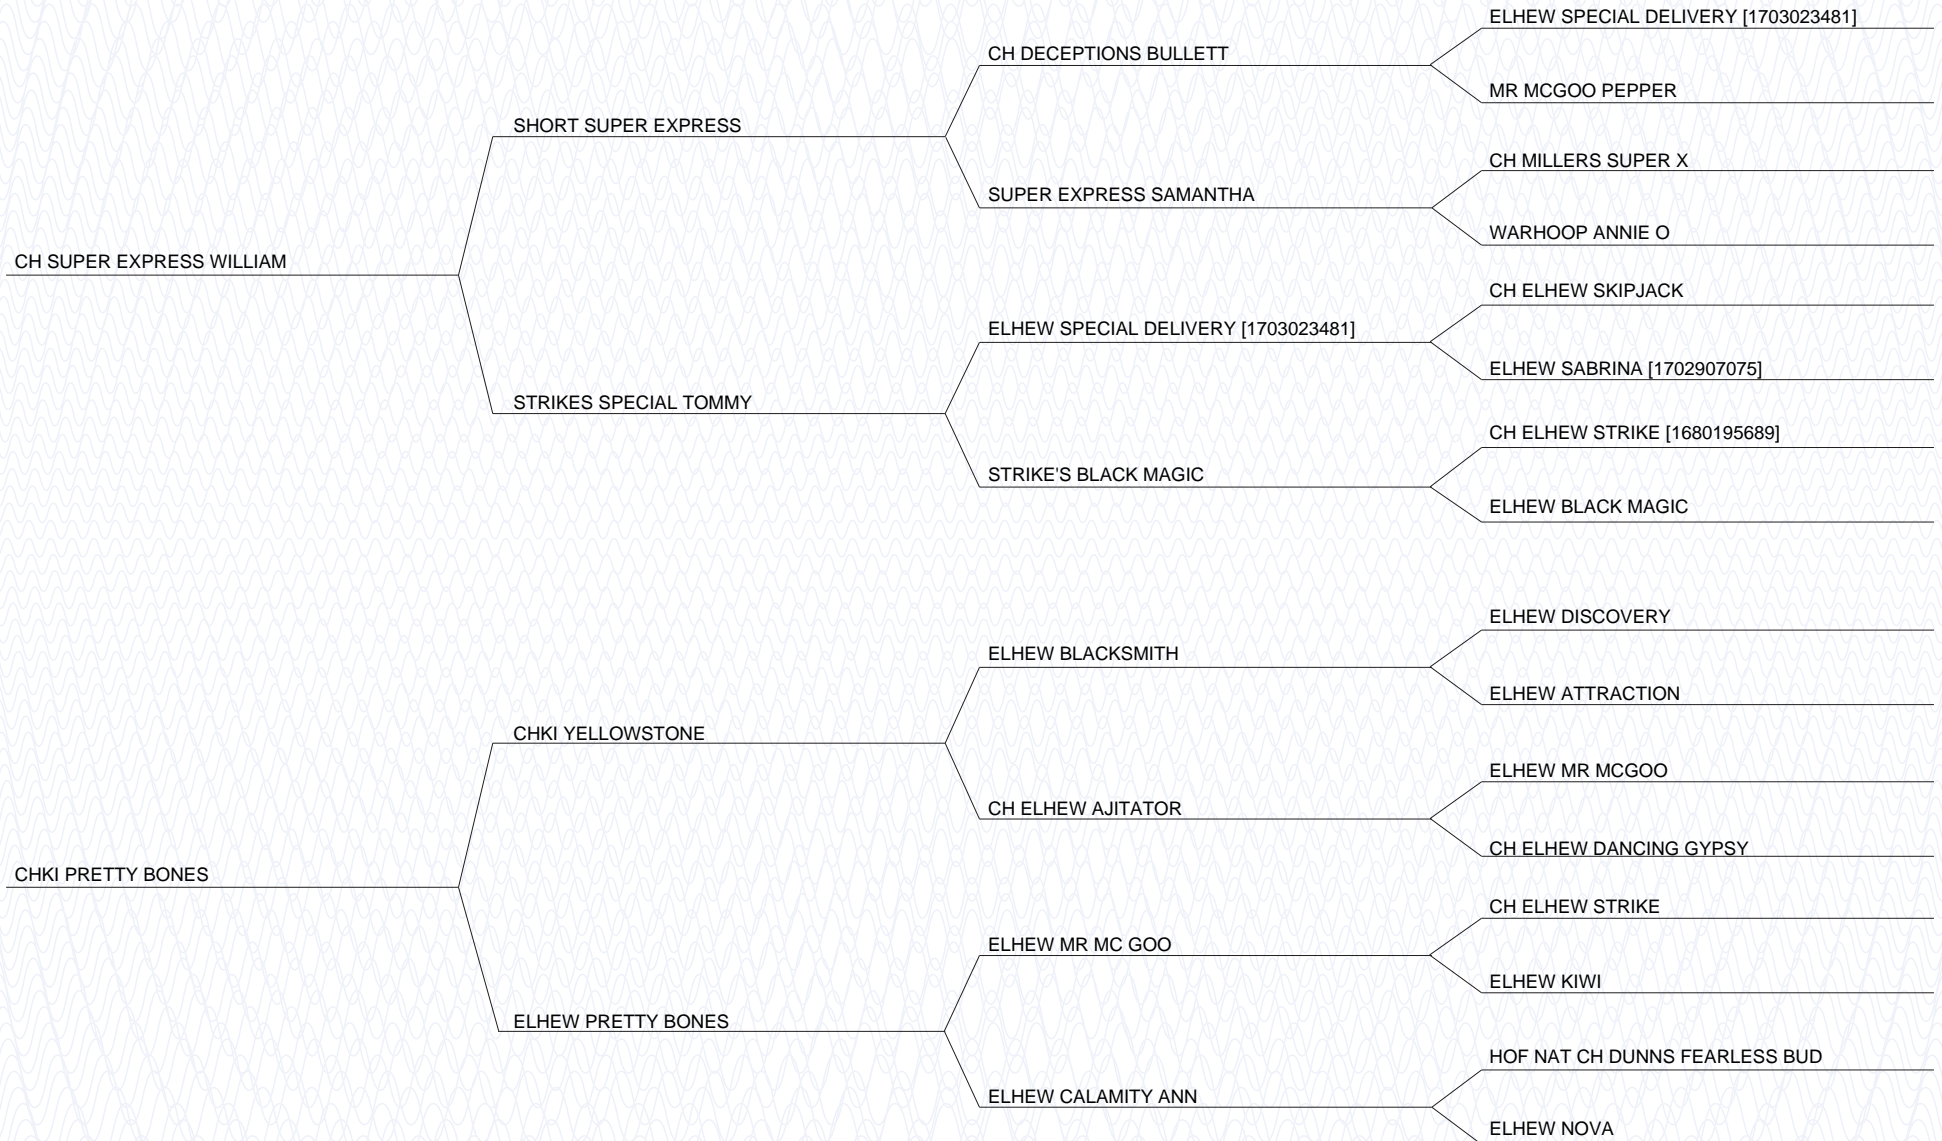 ELHEW SPECIAL DELIVERY [1703023481]
CH DECEPTIONS BULLETT
MR MCGOO PEPPER
SHORT SUPER EXPRESS
CH MILLERS SUPER X
SUPER EXPRESS SAMANTHA
WARHOOP ANNIE O
CH SUPER EXPRESS WILLIAM
CH ELHEW SKIPJACK
ELHEW SPECIAL DELIVERY [1703023481]
ELHEW SABRINA [1702907075]
STRIKES SPECIAL TOMMY
CH ELHEW STRIKE [1680195689]
STRIKE'S BLACK MAGIC
ELHEW BLACK MAGIC
ELHEW DISCOVERY
ELHEW BLACKSMITH
ELHEW ATTRACTION
CHKI YELLOWSTONE
ELHEW MR MCGOO
CH ELHEW AJITATOR
CH ELHEW DANCING GYPSY
CHKI PRETTY BONES
CH ELHEW STRIKE
ELHEW MR MC GOO
ELHEW KIWI
ELHEW PRETTY BONES
HOF NAT CH DUNNS FEARLESS BUD
ELHEW CALAMITY ANN
ELHEW NOVA